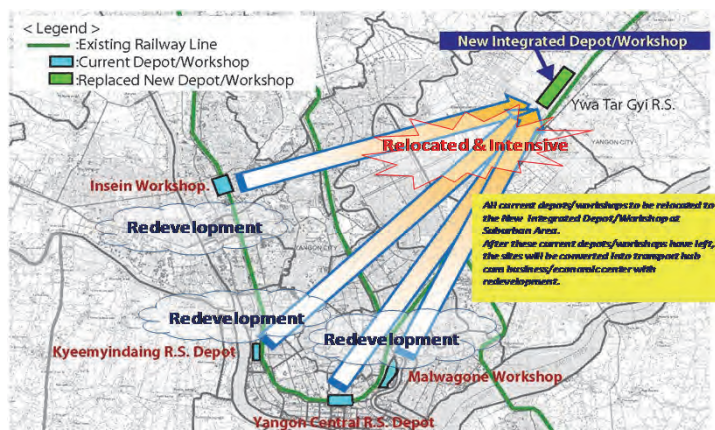 < Legend >
:Existing Railway Line
:Current Depot/Workshop
:Replaced New Depot/Workshop
New Integrated Depot/Workshop
Ywa Tar Gyi R.S.
YANGON CITY
Relocated & Intensive
Insein Workshop.
Redevelopment
YANGON CITY
All current depots/workshops to be relocated to
the New Integrated Depot/Workshop at
Suburban Area.
After these current depots/workshops have left,
the sites will be converted into transport hub
cum business/economic center with
redevelopment.
Redevelopment
Redevelopment
Kyeemyindaing R.S. Depot
Malwagone Workshop
Yangon Central R.S. Depot